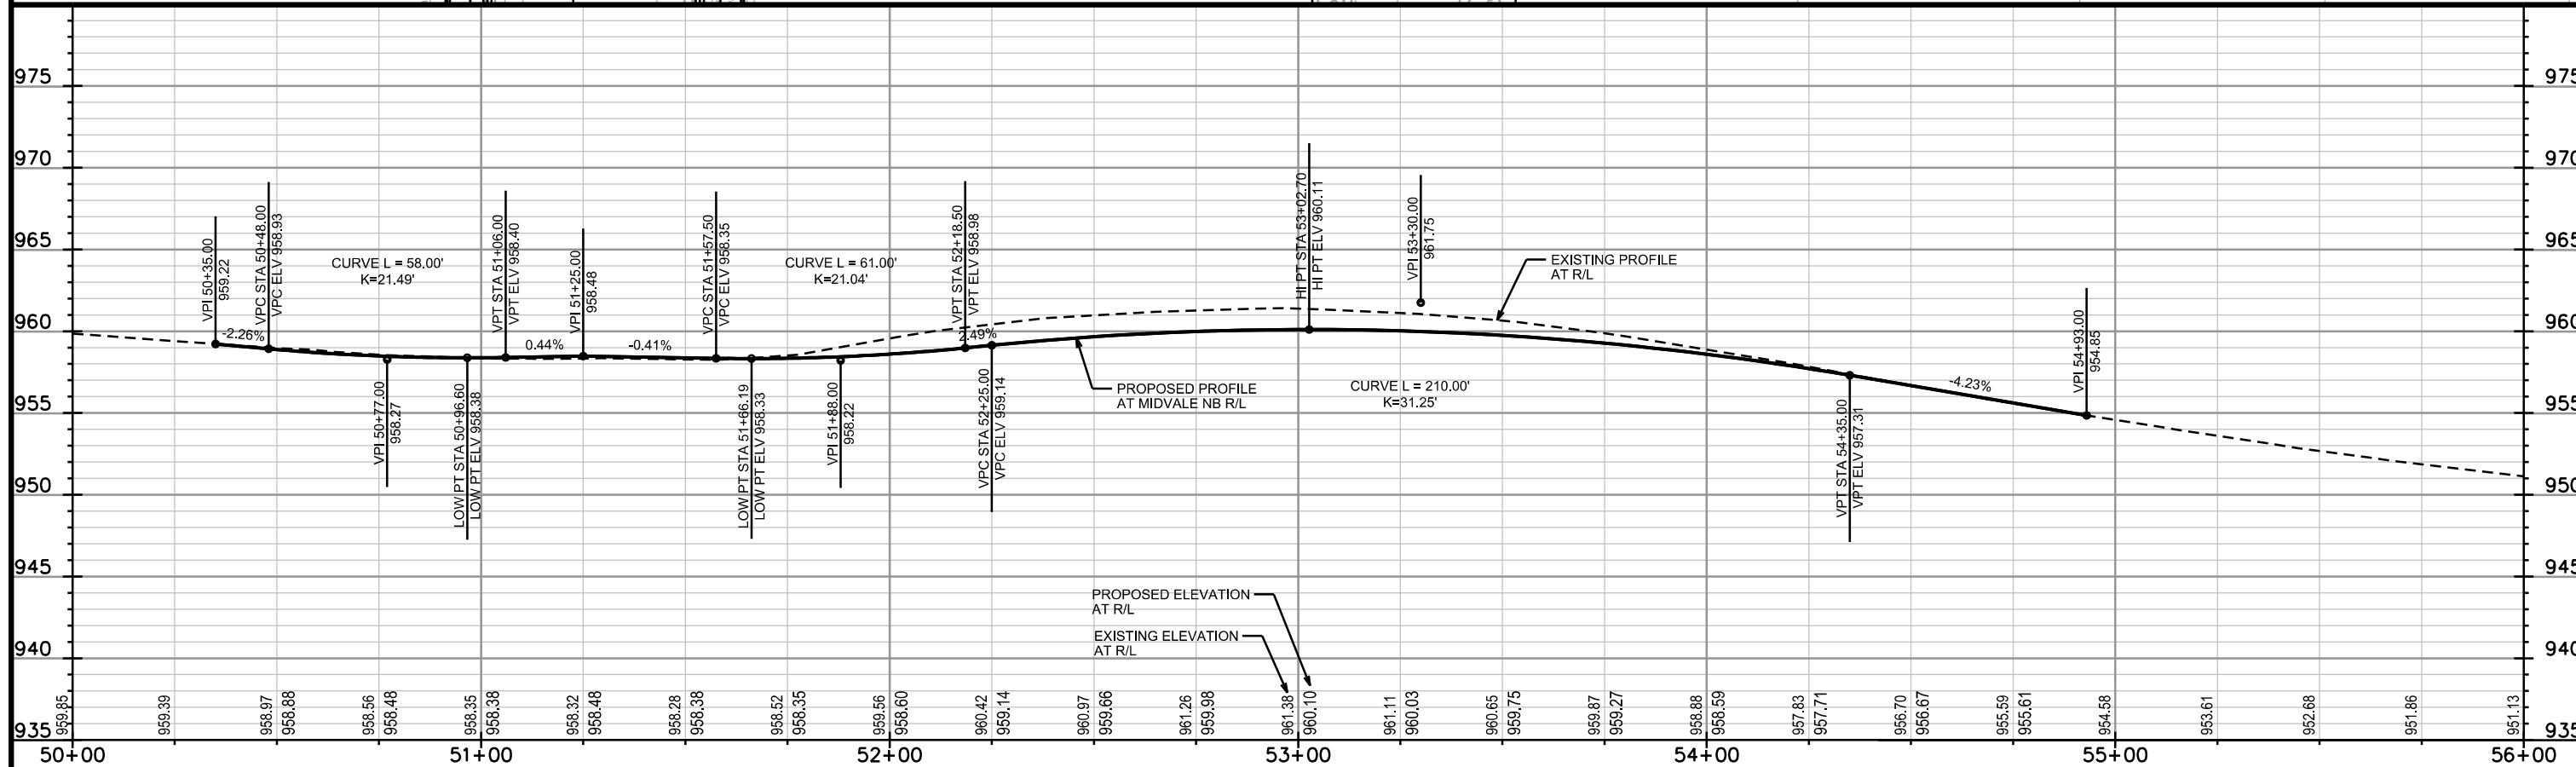 975
970
965
960
955
950
945
940
935
VPI 50+35.00
959.22
-2.26%
VPC STA 50+48.00
VPC ELV 958.93
CURVE L = 58.00'
K=21.49'
VPI 50+77.00
958.27
LOW PT STA 50+96.60
LOW PT ELV 958.38
VPT STA 51+06.00
VPT ELV 958.40
0.44%
VPI 51+25.00
958.48
-0.41%
VPC STA 51+57.50
VPC ELV 958.35
LOW PT STA 51+66.19
LOW PT ELV 958.33
CURVE L = 61.00'
K=21.04'
VPI 51+88.00
958.22
VPT STA 52+18.50
VPT ELV 958.98
2.49%
VPC STA 52+25.00
VPC ELV 959.14
PROPOSED PROFILE
AT MIDVALE NB R/L
HI PT STA 53+02.70
HI PT ELV 960.11
CURVE L = 210.00'
K=31.25'
VPI 53+30.00
961.75
EXISTING PROFILE
AT R/L
VPT STA 54+35.00
VPT ELV 957.31
-4.23%
VPI 54+93.00
954.85
PROPOSED ELEVATION
AT R/L
EXISTING ELEVATION
AT R/L
959.85
959.39
958.97
958.88
958.56
958.48
958.35
958.38
958.32
958.48
958.28
958.38
958.52
958.35
959.56
958.60
960.42
959.14
960.97
959.66
961.26
959.98
961.38
960.10
961.11
960.03
960.65
959.75
959.87
959.27
958.88
958.59
957.83
957.71
956.70
956.67
955.59
955.61
954.58
953.61
952.68
951.86
951.13
50+00
51+00
52+00
53+00
54+00
55+00
56+00